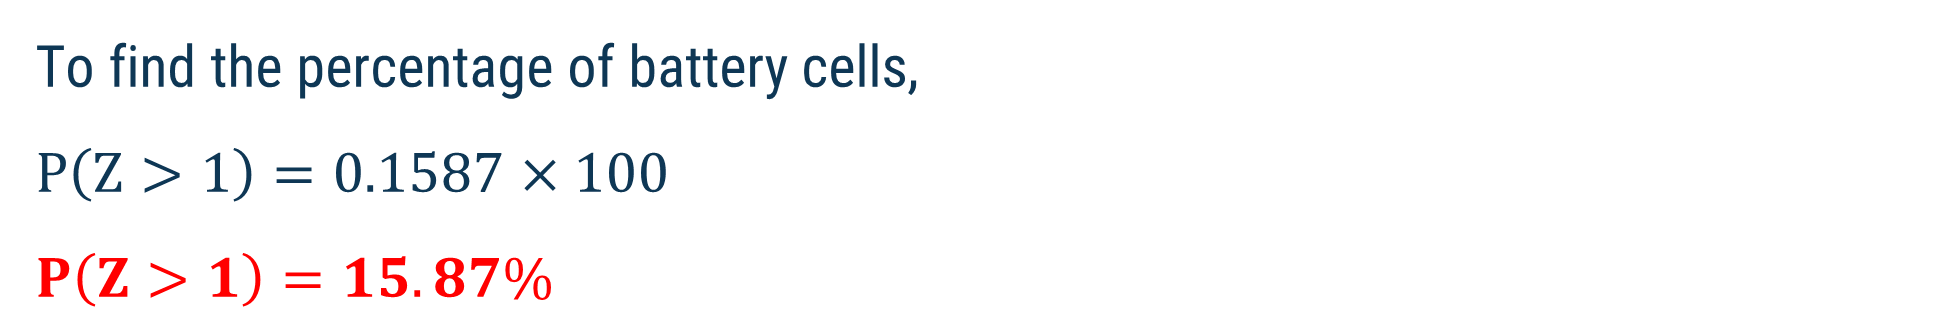 To find the percentage of battery cells,
P(Z > 1) = 0.1587 × 100
P(Z > 1) = 15.87%